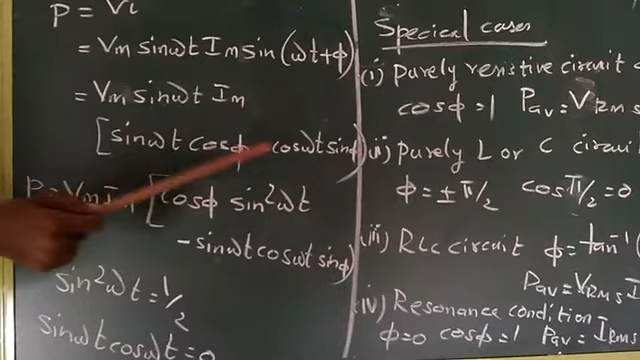 P = Vi
= Vm sinωt Im sin (ωt+ϕ)
= Vm sinωt Im
[sinωt cosϕ cosωt sinϕ)
P = Vm Im [cosϕ sin²ωt
- sinωt cosωt sinϕ)
sin²ωt = 1/2
sinωt cosωt = 0
Specical cases
(i) Purely resistive circuit
cosϕ = 1 Pav = VRms
(ii) Purely L or C circuit
ϕ = ± π/2 cos π/2 = 0
(iii) RLC circuit ϕ = tan⁻¹ (
Pav = VRms I
(iv) Resonance condition
ϕ=0 cosϕ=1 Pav = IRms